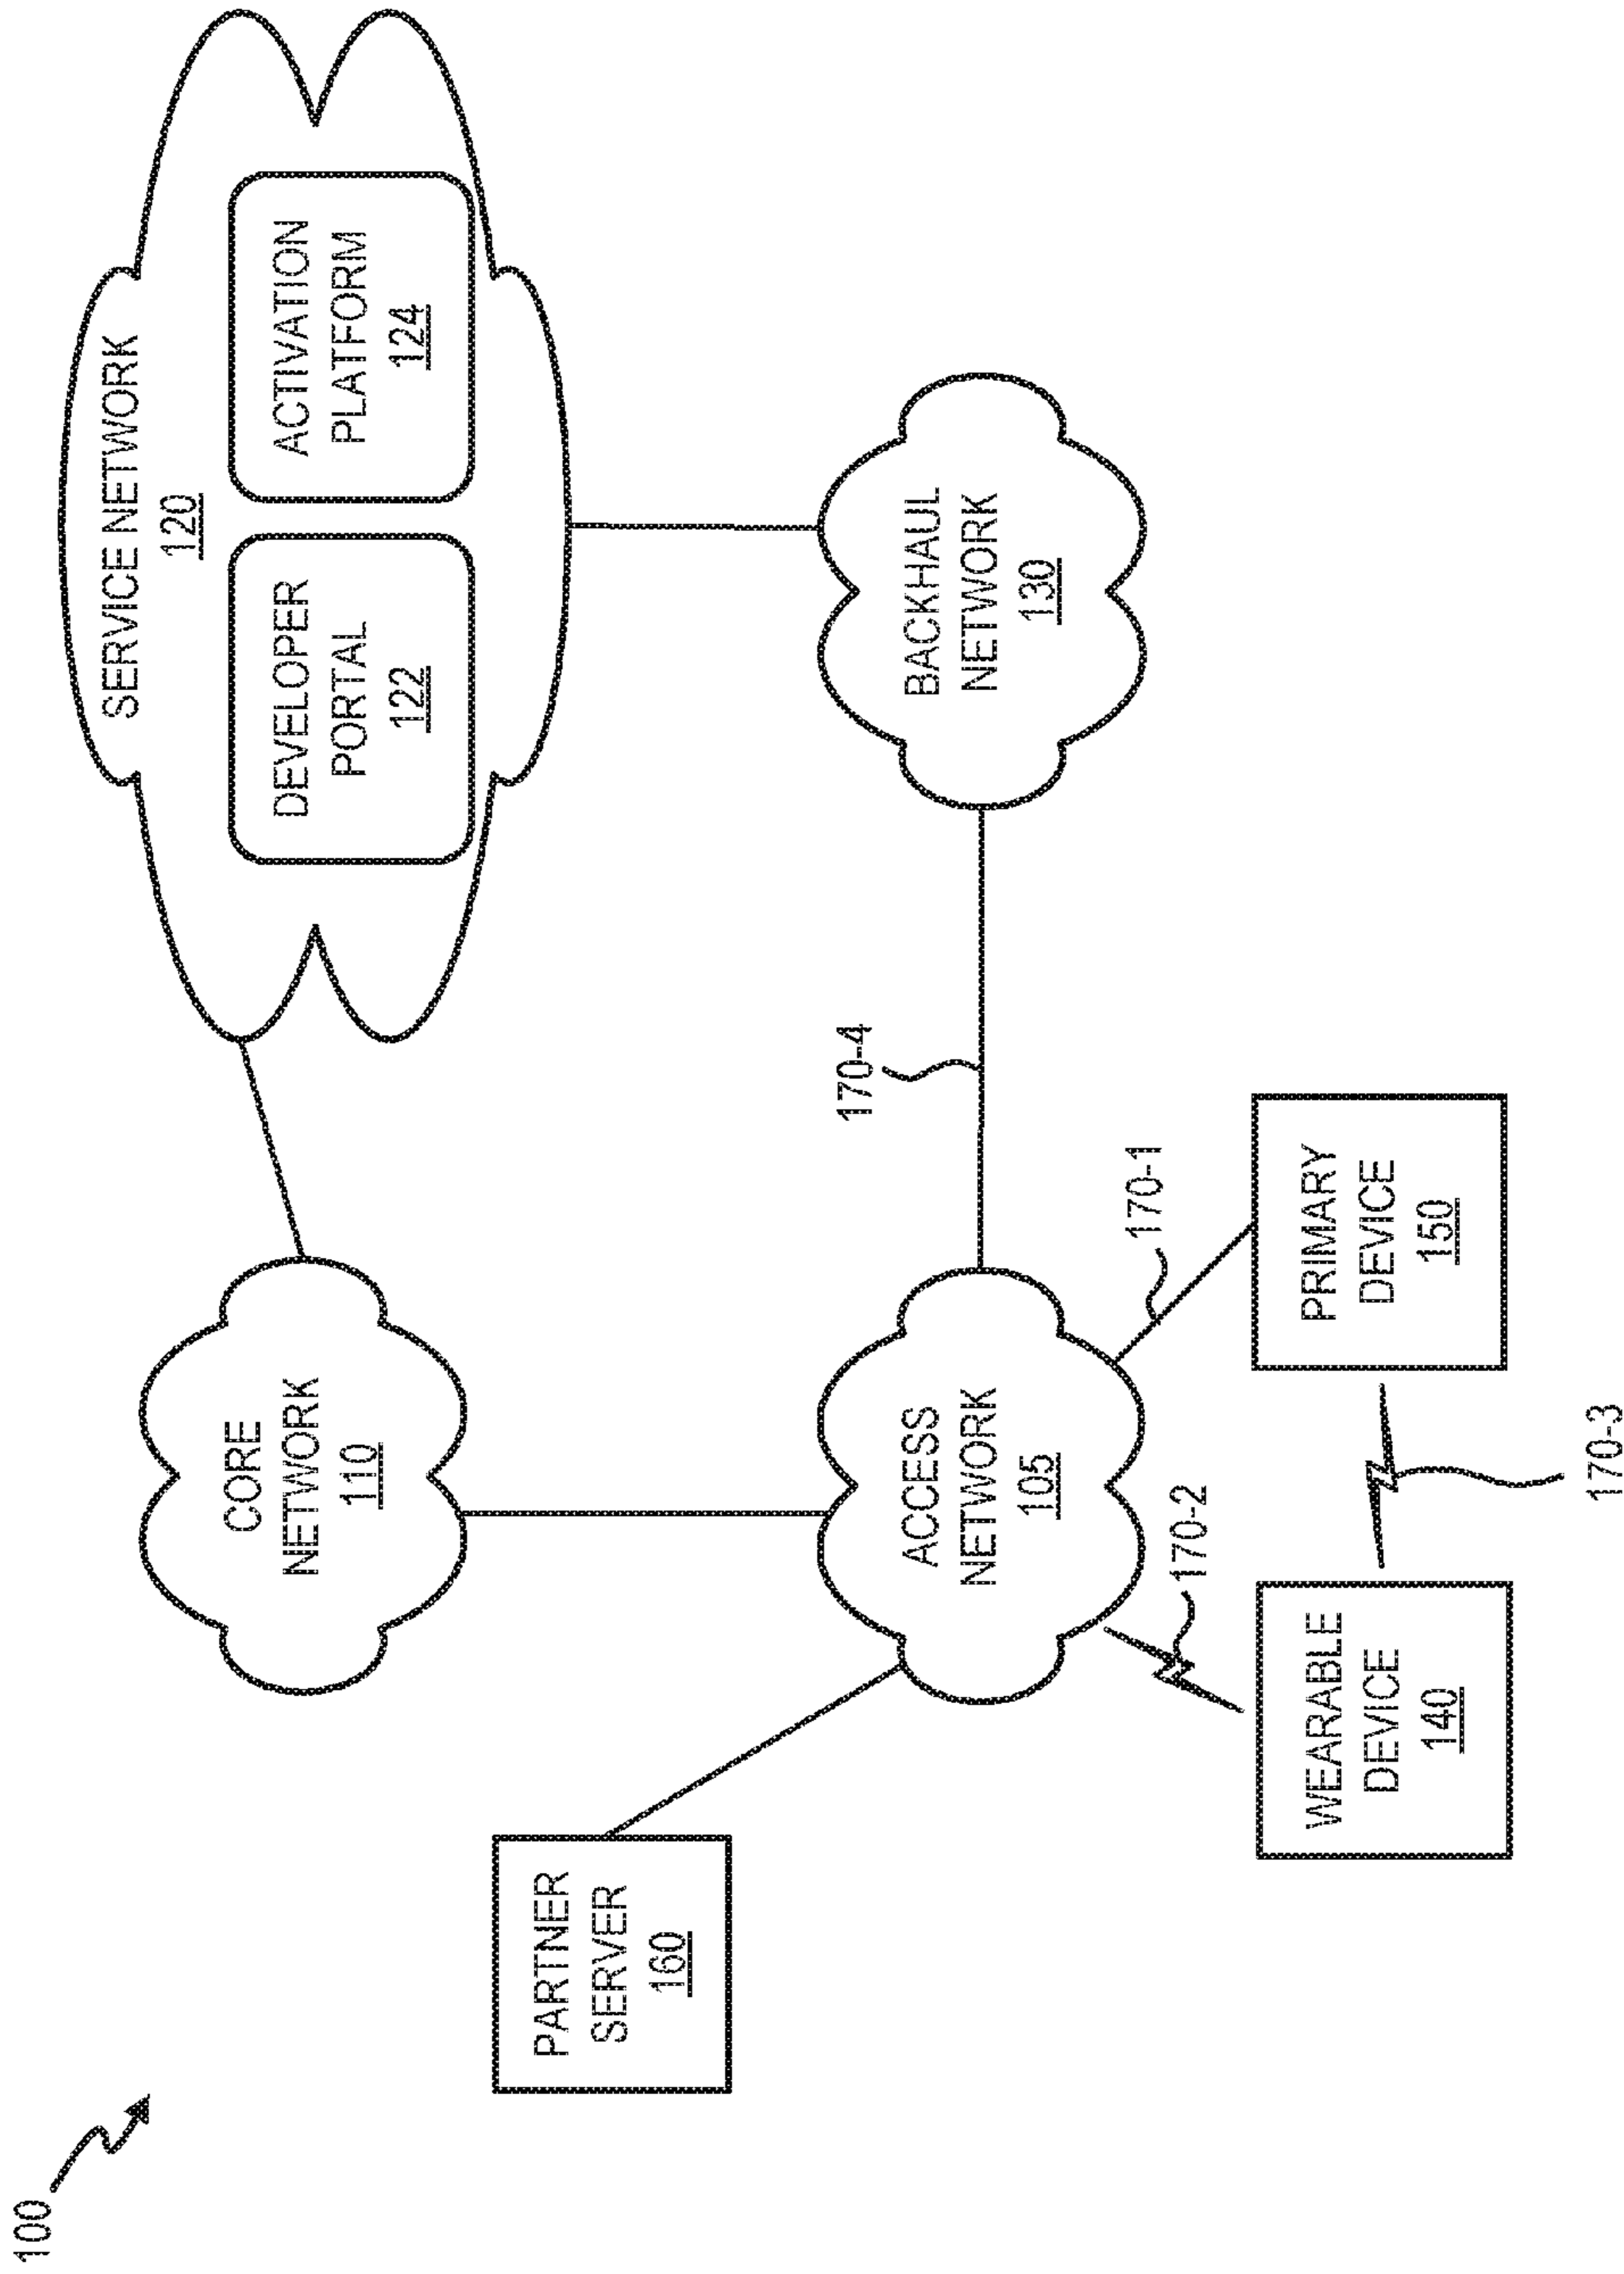 100
SERVICE NETWORK
120
DEVELOPER
PORTAL
122
ACTIVATION
PLATFORM
124
CORE
NETWORK
110
PARTNER
SERVER
160
170-4
ACCESS
NETWORK
105
BACKHAUL
NETWORK
130
170-2
170-1
WEARABLE
DEVICE
140
PRIMARY
DEVICE
150
170-3